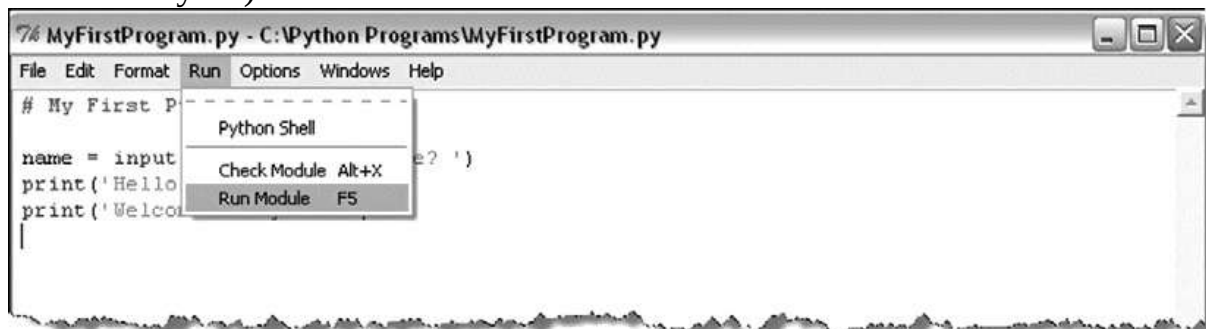 MyFirstProgram.py - C:\Python Programs\MyFirstProgram.py
File Edit Format Run Options Windows Help
# My First P
Python Shell
name = input e? ')
Check Module Alt+X
print('Hello
Run Module F5
print('Welco